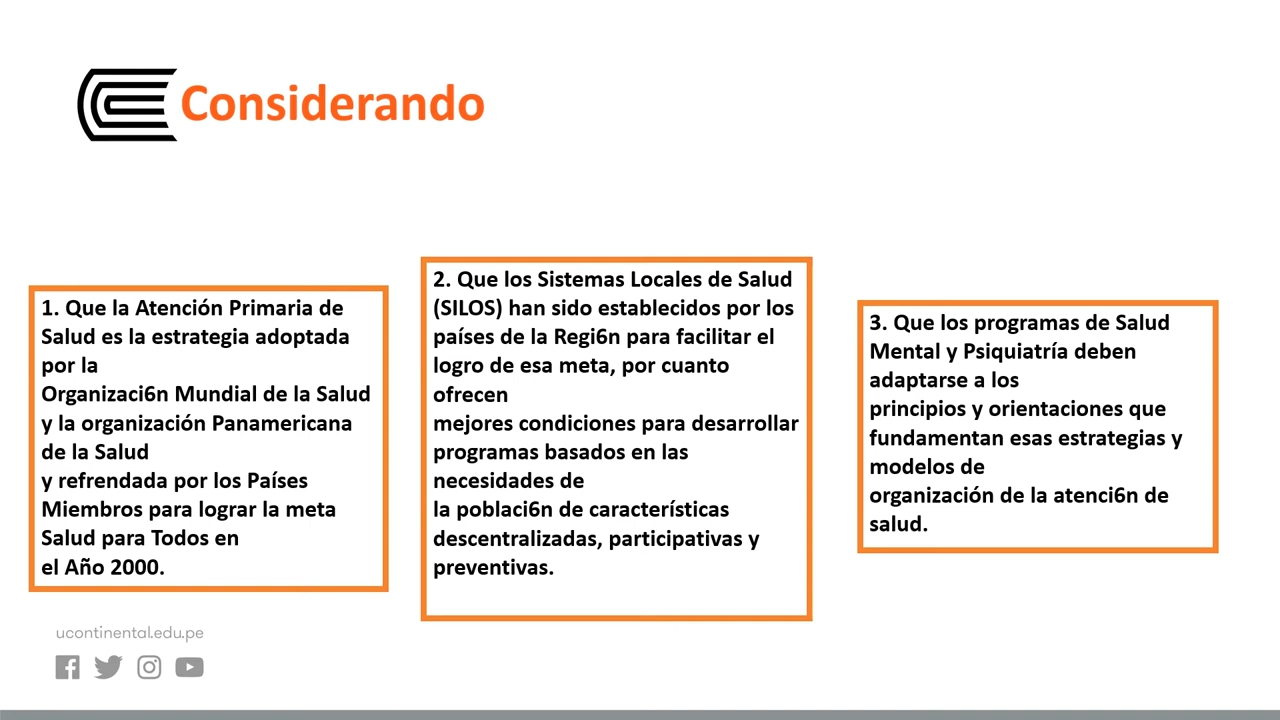 Considerando
1. Que la Atención Primaria de
Salud es la estrategia adoptada
por la
Organizaci6n Mundial de la Salud
y la organización Panamericana
de la Salud
y refrendada por los Países
Miembros para lograr la meta
Salud para Todos en
el Año 2000.
2. Que los Sistemas Locales de Salud
(SILOS) han sido establecidos por los
países de la Regi6n para facilitar el
logro de esa meta, por cuanto
ofrecen
mejores condiciones para desarrollar
programas basados en las
necesidades de
la poblaci6n de características
descentralizadas, participativas y
preventivas.
3. Que los programas de Salud
Mental y Psiquiatría deben
adaptarse a los
principios y orientaciones que
fundamentan esas estrategias y
modelos de
organización de la atenci6n de
salud.
ucontinental.edu.pe